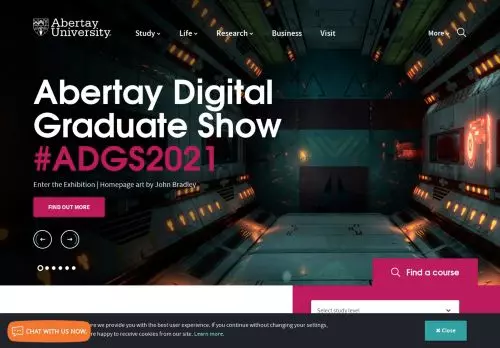 Abertay
University.
Study
Life
Research
Business
Visit
More
Abertay Digital
Graduate Show
#ADGS2021
Enter the Exhibition | Homepage art by John Bradley
FIND OUT MORE
Find a course
Select study level
CHAT WITH US NOW
re we provide you with the best user experience. If you continue without changing your settings,
re happy to receive cookies from our site. Learn more.
× Close